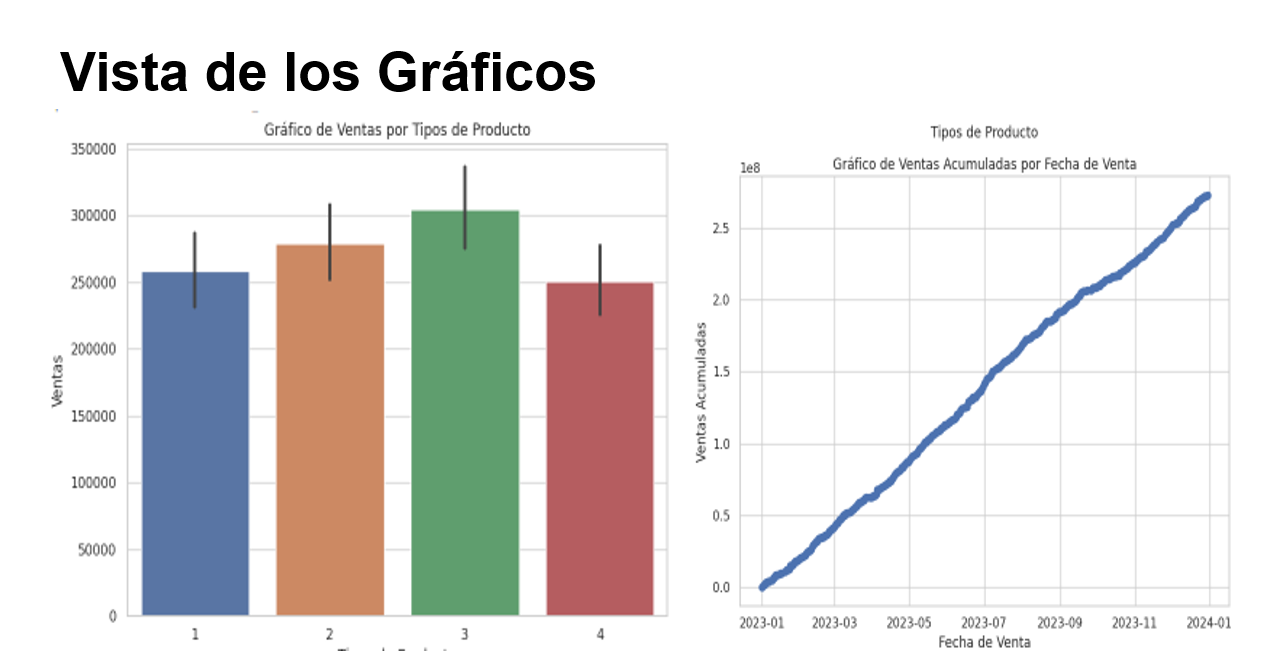 Vista de los Gráficos
Gráfico de Ventas por Tipos de Producto
350000
300000
250000
200000
150000
100000
50000
0
Ventas
1 2 3 4
Tipos de Producto
Tipos de Producto
Gráfico de Ventas Acumuladas por Fecha de Venta
1e8
2.5
2.0
1.5
1.0
0.5
0.0
Ventas Acumuladas
2023-01 2023-03 2023-05 2023-07 2023-09 2023-11 2024-01
Fecha de Venta